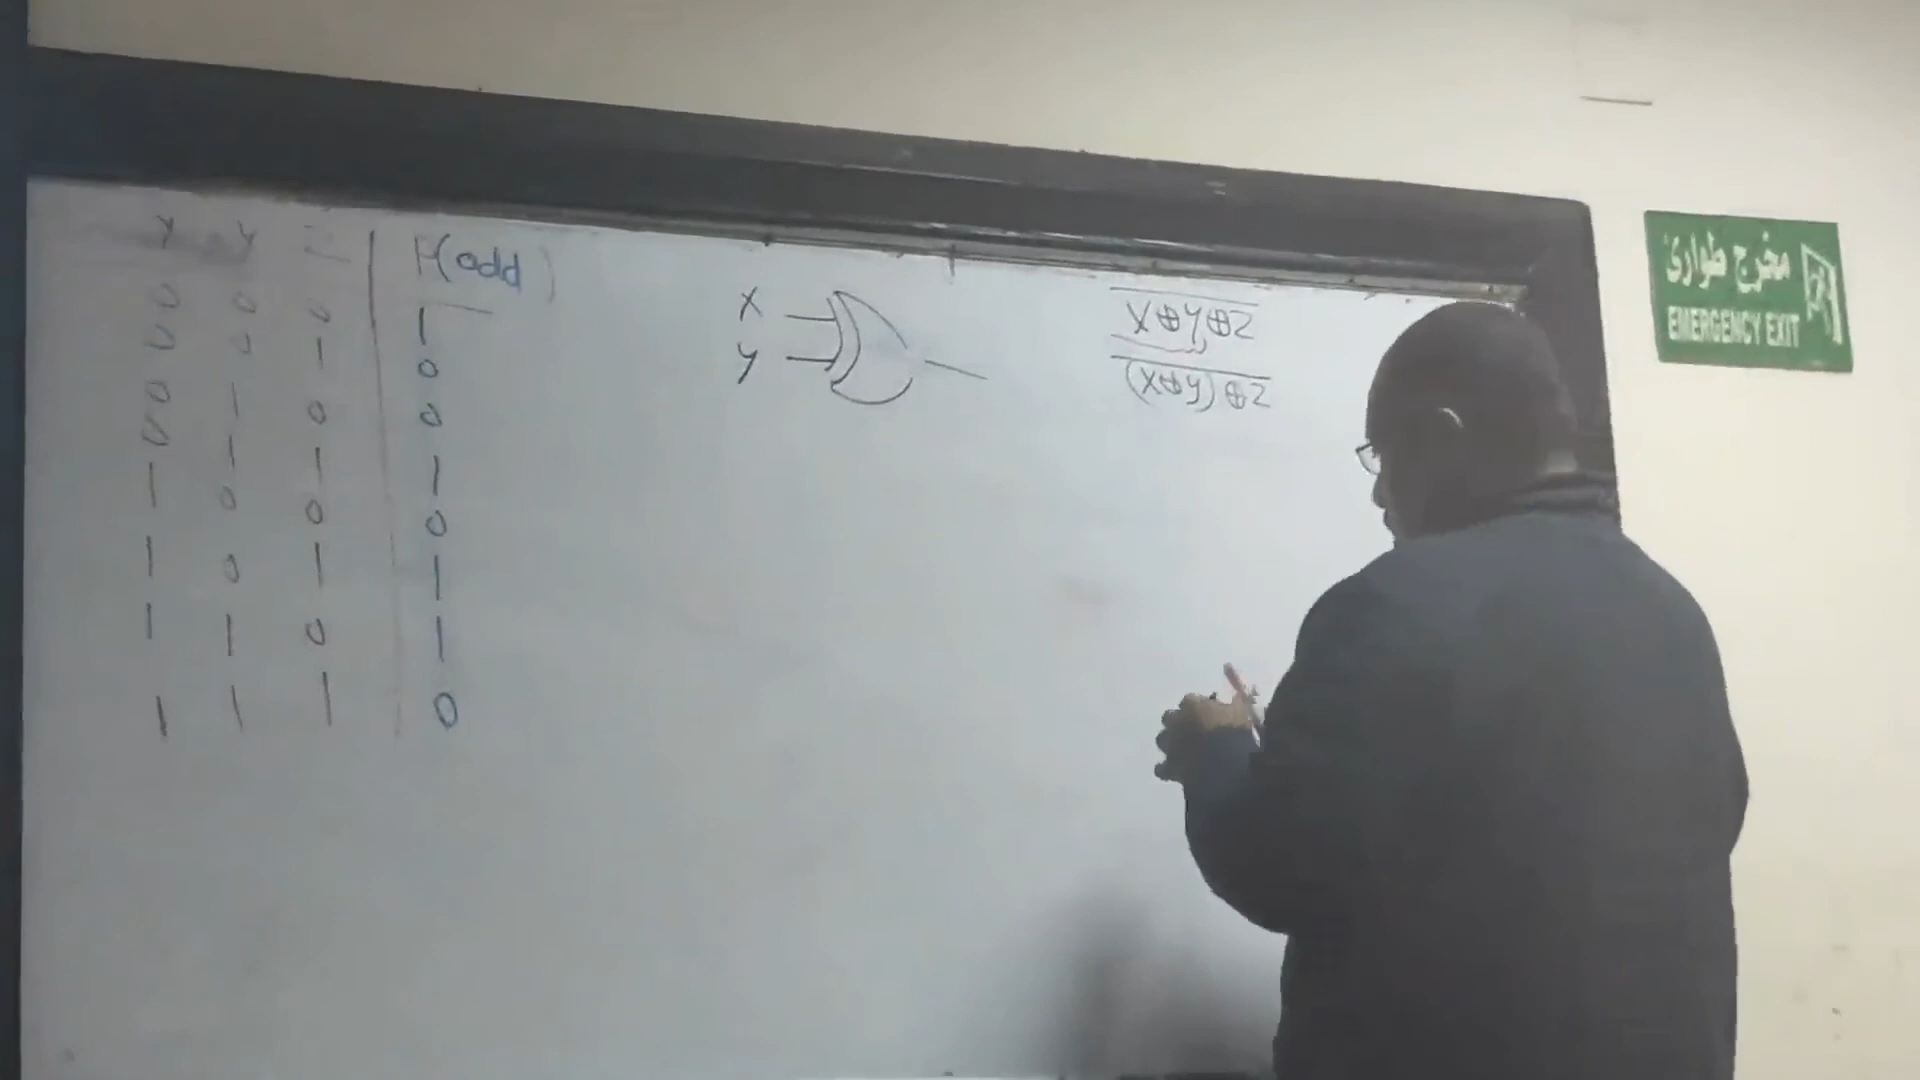 x y z P(odd)
0 0 0 1
0 0 1 0
0 1 0 0
0 1 1 1
1 0 0 0
1 0 1 1
1 1 0 1
1 1 1 0
x
y
x⊕y⊕z
(x⊕y)⊕z
مخرج طوارئ
EMERGENCY EXIT